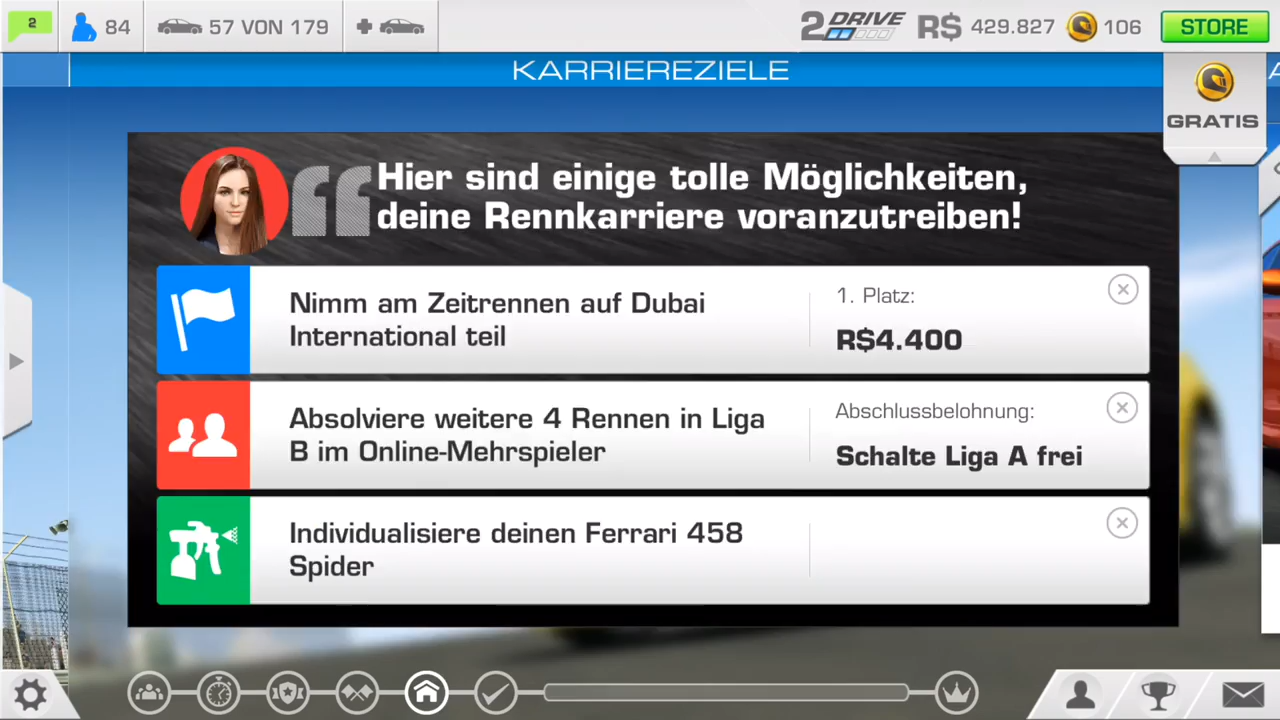 2
84
57 VON 179
2 DRIVE
R$ 429.827
106
STORE
KARRIEREZIELE
A
GRATIS
Hier sind einige tolle Möglichkeiten,
deine Rennkarriere voranzutreiben!
Nimm am Zeitrennen auf Dubai
International teil
1. Platz:
R$4.400
Absolviere weitere 4 Rennen in Liga
B im Online-Mehrspieler
Abschlussbelohnung:
Schalte Liga A frei
Individualisiere deinen Ferrari 458
Spider